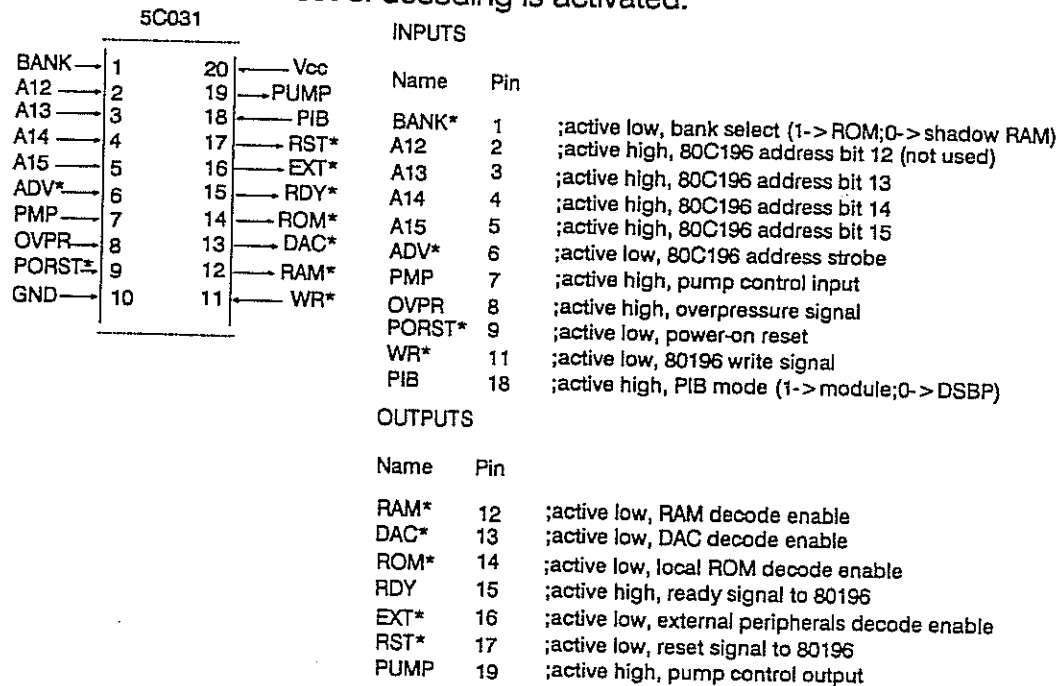 set of decoding is activated.
5C031
BANK 1 20 Vcc
A12 2 19 PUMP
A13 3 18 PIB
A14 4 17 RST*
A15 5 16 EXT*
ADV* 6 15 RDY*
PMP 7 14 ROM*
OVPR 8 13 DAC*
PORST* 9 12 RAM*
GND 10 11 WR*
INPUTS
Name Pin
BANK* 1 ;active low, bank select (1->ROM;0->shadow RAM)
A12 2 ;active high, 80C196 address bit 12 (not used)
A13 3 ;active high, 80C196 address bit 13
A14 4 ;active high, 80C196 address bit 14
A15 5 ;active high, 80C196 address bit 15
ADV* 6 ;active low, 80C196 address strobe
PMP 7 ;active high, pump control input
OVPR 8 ;active high, overpressure signal
PORST* 9 ;active low, power-on reset
WR* 11 ;active low, 80196 write signal
PIB 18 ;active high, PIB mode (1->module;0->DSBP)
OUTPUTS
Name Pin
RAM* 12 ;active low, RAM decode enable
DAC* 13 ;active low, DAC decode enable
ROM* 14 ;active low, local ROM decode enable
RDY 15 ;active high, ready signal to 80196
EXT* 16 ;active low, external peripherals decode enable
RST* 17 ;active low, reset signal to 80196
PUMP 19 ;active high, pump control output